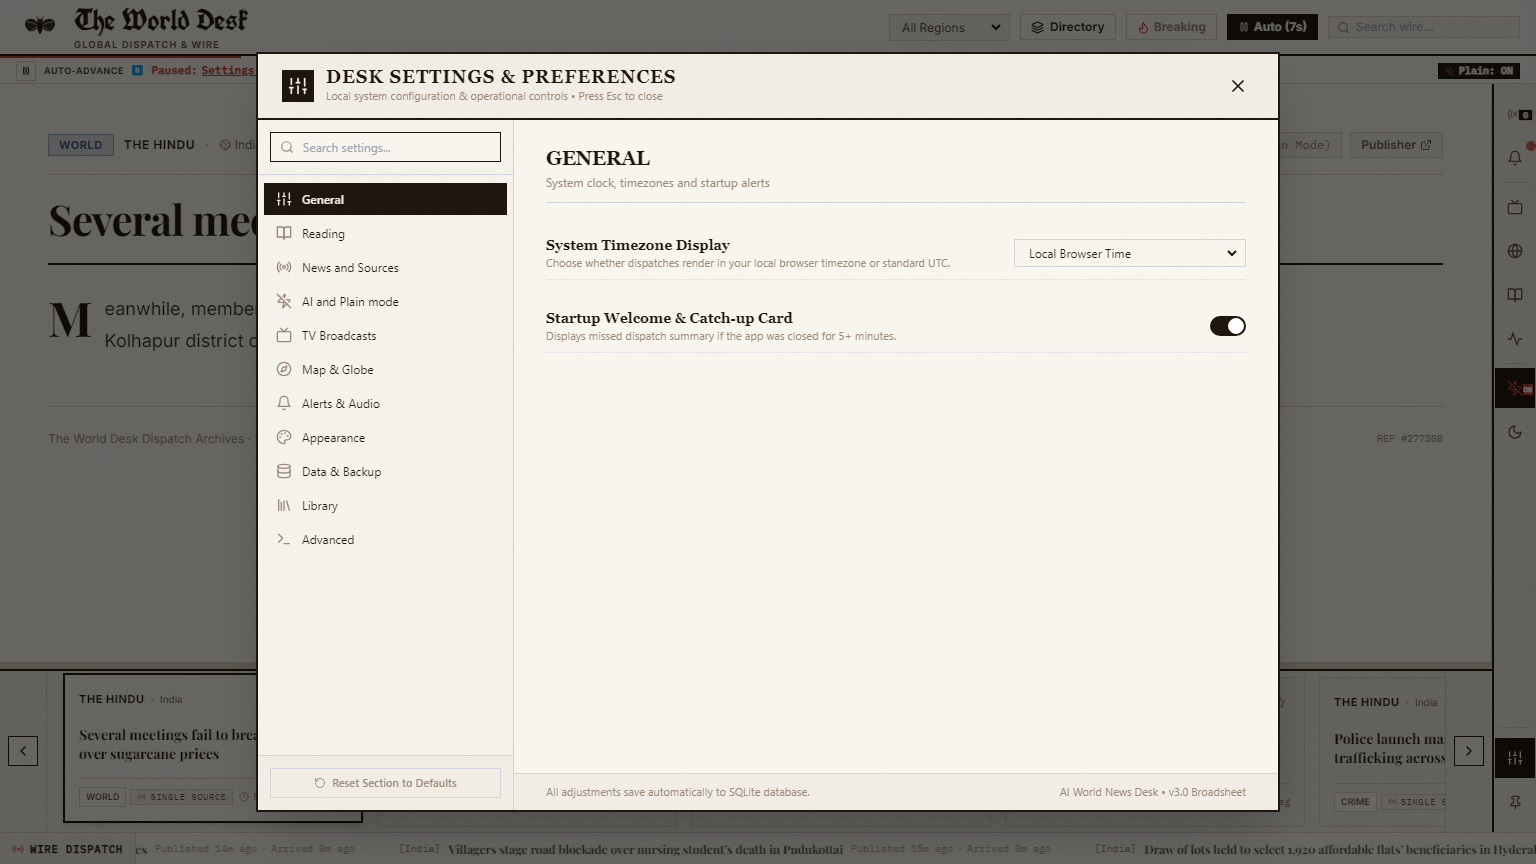 The World Desk
GLOBAL DISPATCH & WIRE
All Regions
Directory
Breaking
Auto (7s)
Search wire...
AUTO-ADVANCE
Paused: Settings
Plain: ON
DESK SETTINGS & PREFERENCES
Local system configuration & operational controls • Press Esc to close
WORLD
THE HINDU · Indi
n Mode)
Publisher
Several mee
Meanwhile, membe
Kolhapur district o
The World Desk Dispatch Archives ·
REF #277308
Search settings...
General
Reading
News and Sources
AI and Plain mode
TV Broadcasts
Map & Globe
Alerts & Audio
Appearance
Data & Backup
Library
Advanced
Reset Section to Defaults
GENERAL
System clock, timezones and startup alerts
System Timezone Display
Choose whether dispatches render in your local browser timezone or standard UTC.
Local Browser Time
Startup Welcome & Catch-up Card
Displays missed dispatch summary if the app was closed for 5+ minutes.
All adjustments save automatically to SQLite database.
AI World News Desk • v3.0 Broadsheet
THE HINDU · India
Several meetings fail to brea
over sugarcane prices
WORLD
SINGLE SOURCE
THE HINDU · India
Police launch ma
trafficking across
CRIME
SINGLE S
WIRE DISPATCH
es Published 14m ago · Arrived 8m ago · [India] Villagers stage road blockade over nursing student's death in Pudukottai Published 15m ago · Arrived 8m ago · [India] Draw of lots held to select 1,920 affordable flats' beneficiaries in Hyderal